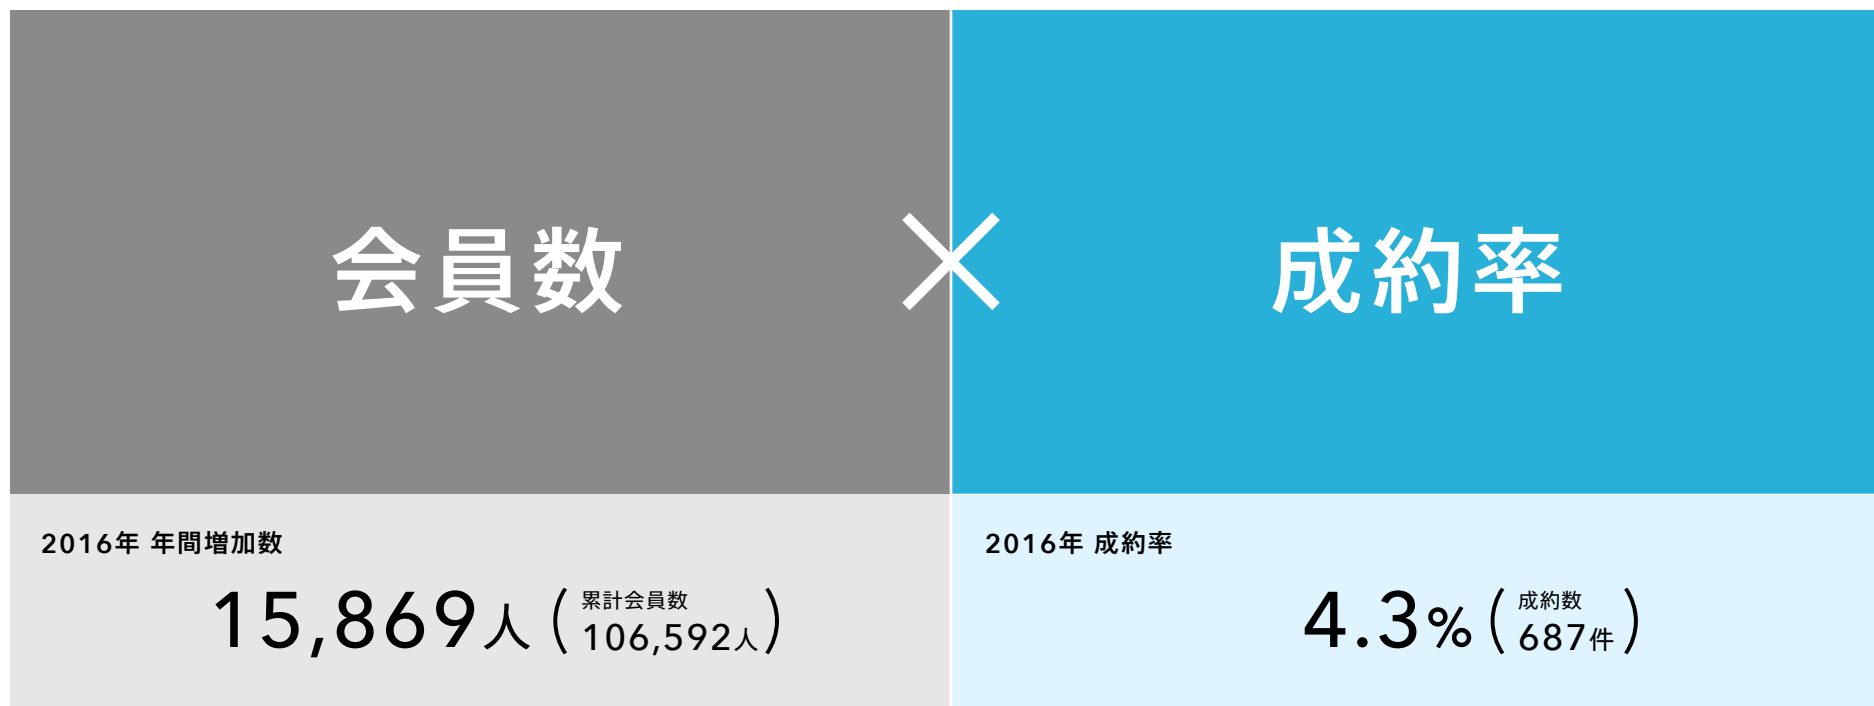 会員数
×
成約率
2016年 年間増加数
15,869人(累計会員数
106,592人)
2016年 成約率
4.3%(成約数
687件)